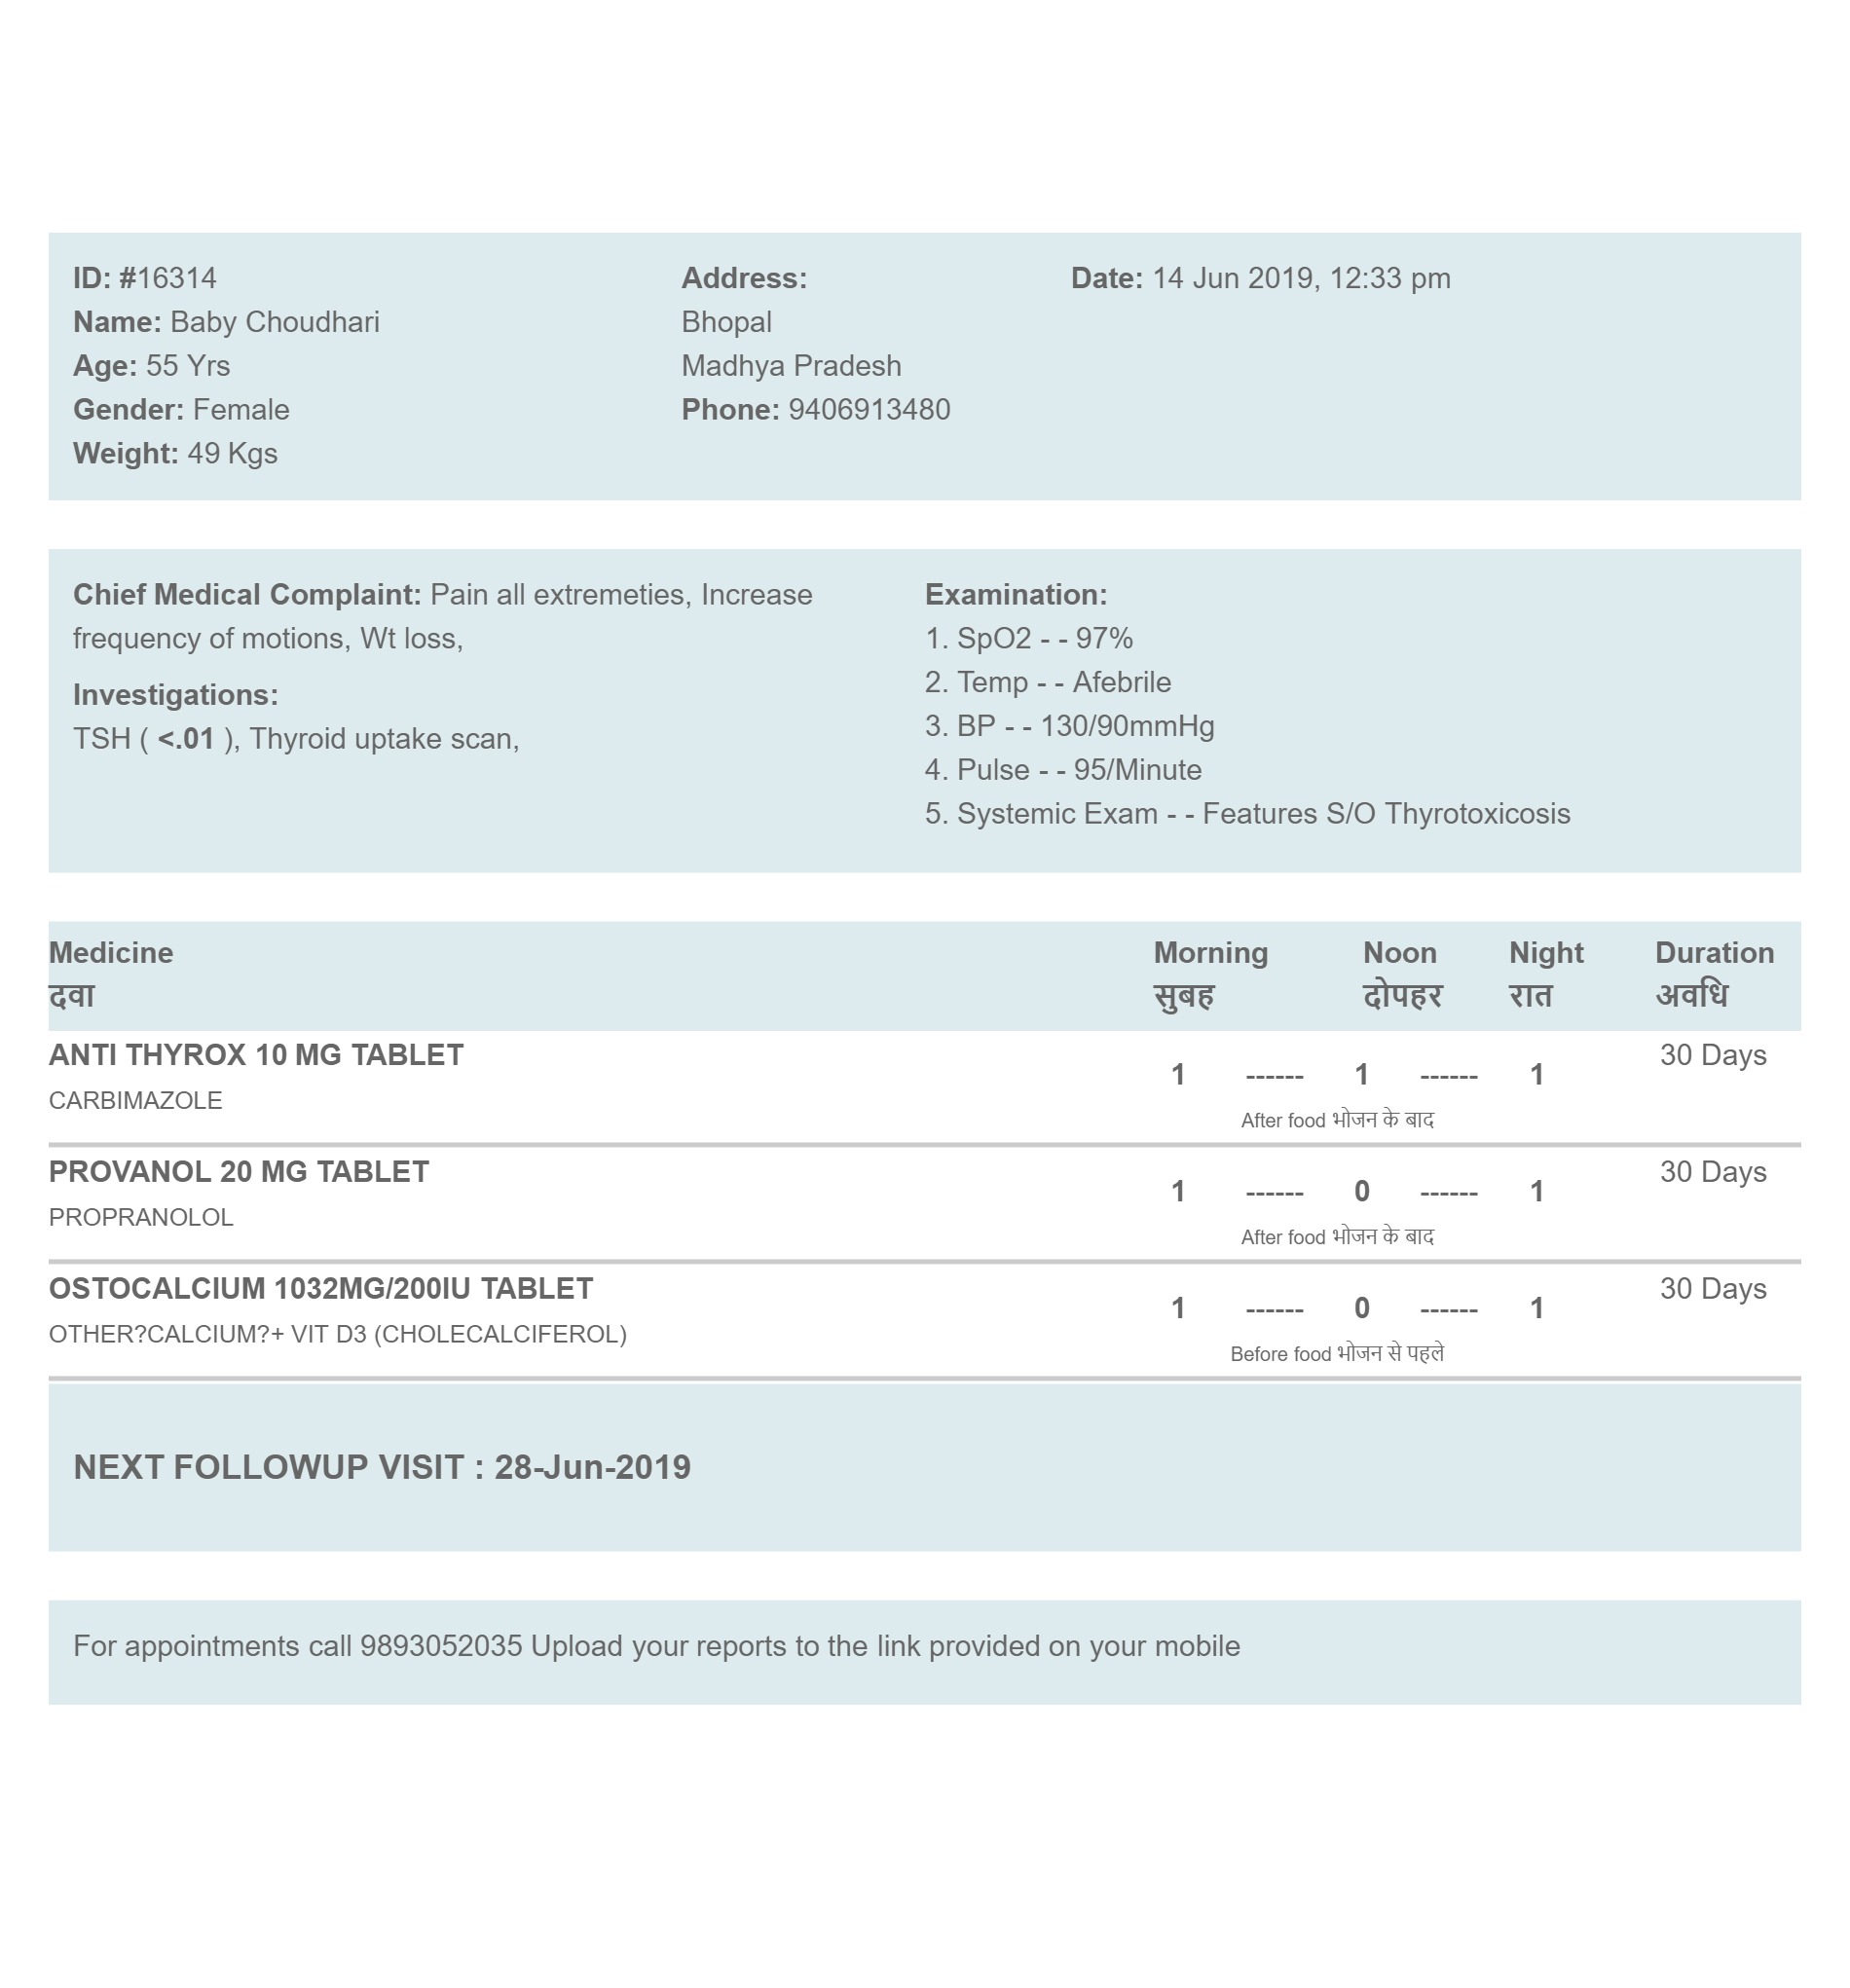 ID: #16314
Name: Baby Choudhari
Age: 55 Yrs
Gender: Female
Weight: 49 Kgs
Address:
Bhopal
Madhya Pradesh
Phone: 9406913480
Date: 14 Jun 2019, 12:33 pm
Chief Medical Complaint: Pain all extremeties, Increase
frequency of motions, Wt loss,
Investigations:
TSH ( <.01 ), Thyroid uptake scan,
Examination:
1. SpO2 - - 97%
2. Temp - - Afebrile
3. BP - - 130/90mmHg
4. Pulse - - 95/Minute
5. Systemic Exam - - Features S/O Thyrotoxicosis
Medicine Morning Noon Night Duration
दवा सुबह दोपहर रात अवधि
ANTI THYROX 10 MG TABLET 1 ------ 1 ------ 1 30 Days
CARBIMAZOLE After food भोजन के बाद
PROVANOL 20 MG TABLET 1 ------ 0 ------ 1 30 Days
PROPRANOLOL After food भोजन के बाद
OSTOCALCIUM 1032MG/200IU TABLET 1 ------ 0 ------ 1 30 Days
OTHER?CALCIUM?+ VIT D3 (CHOLECALCIFEROL) Before food भोजन से पहले
NEXT FOLLOWUP VISIT : 28-Jun-2019
For appointments call 9893052035 Upload your reports to the link provided on your mobile